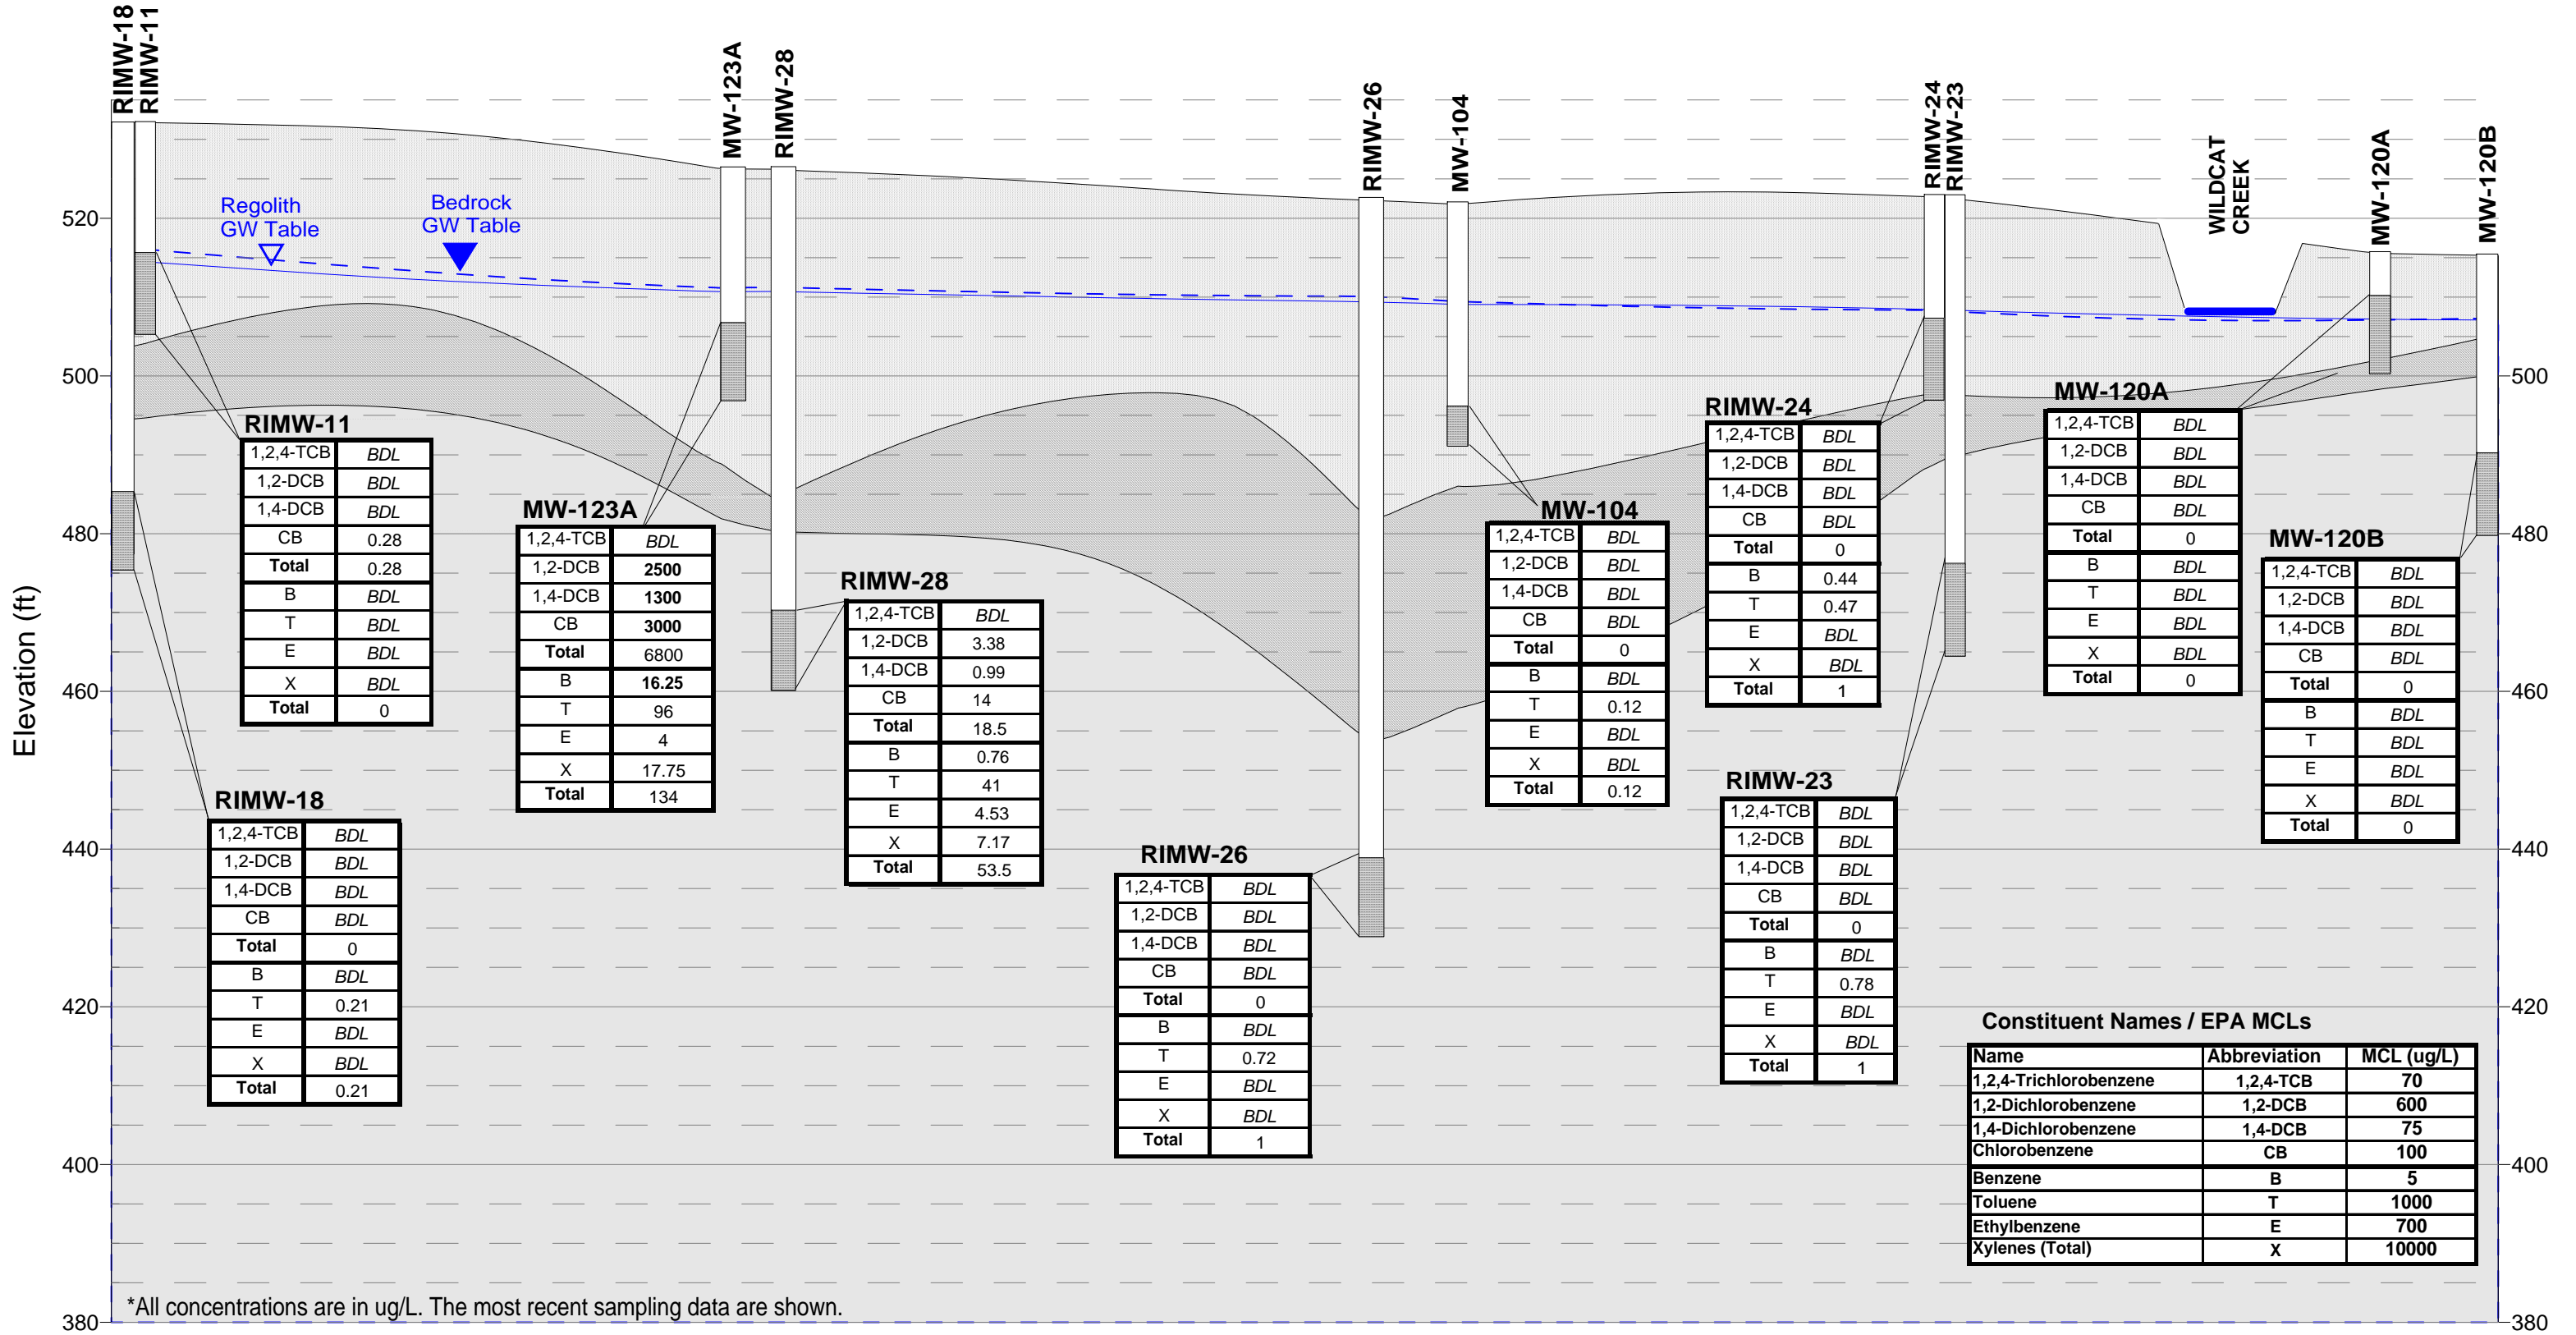 RIMW-18
RIMW-11
MW-123A
RIMW-28
RIMW-26
MW-104
RIMW-24
RIMW-23
WILDCAT
CREEK
MW-120A
MW-120B
Regolith
GW Table
Bedrock
GW Table
Elevation (ft)
520
500
480
460
440
420
400
380
500
480
460
440
420
400
380
RIMW-11
1,2,4-TCB BDL
1,2-DCB BDL
1,4-DCB BDL
CB 0.28
Total 0.28
B BDL
T BDL
E BDL
X BDL
Total 0
RIMW-18
1,2,4-TCB BDL
1,2-DCB BDL
1,4-DCB BDL
CB BDL
Total 0
B BDL
T 0.21
E BDL
X BDL
Total 0.21
MW-123A
1,2,4-TCB BDL
1,2-DCB 2500
1,4-DCB 1300
CB 3000
Total 6800
B 16.25
T 96
E 4
X 17.75
Total 134
RIMW-28
1,2,4-TCB BDL
1,2-DCB 3.38
1,4-DCB 0.99
CB 14
Total 18.5
B 0.76
T 41
E 4.53
X 7.17
Total 53.5
RIMW-26
1,2,4-TCB BDL
1,2-DCB BDL
1,4-DCB BDL
CB BDL
Total 0
B BDL
T 0.72
E BDL
X BDL
Total 1
MW-104
1,2,4-TCB BDL
1,2-DCB BDL
1,4-DCB BDL
CB BDL
Total 0
B BDL
T 0.12
E BDL
X BDL
Total 0.12
RIMW-24
1,2,4-TCB BDL
1,2-DCB BDL
1,4-DCB BDL
CB BDL
Total 0
B 0.44
T 0.47
E BDL
X BDL
Total 1
RIMW-23
1,2,4-TCB BDL
1,2-DCB BDL
1,4-DCB BDL
CB BDL
Total 0
B BDL
T 0.78
E BDL
X BDL
Total 1
MW-120A
1,2,4-TCB BDL
1,2-DCB BDL
1,4-DCB BDL
CB BDL
Total 0
B BDL
T BDL
E BDL
X BDL
Total 0
MW-120B
1,2,4-TCB BDL
1,2-DCB BDL
1,4-DCB BDL
CB BDL
Total 0
B BDL
T BDL
E BDL
X BDL
Total 0
Constituent Names / EPA MCLs
Name Abbreviation MCL (ug/L)
1,2,4-Trichlorobenzene 1,2,4-TCB 70
1,2-Dichlorobenzene 1,2-DCB 600
1,4-Dichlorobenzene 1,4-DCB 75
Chlorobenzene CB 100
Benzene B 5
Toluene T 1000
Ethylbenzene E 700
Xylenes (Total) X 10000
*All concentrations are in ug/L. The most recent sampling data are shown.